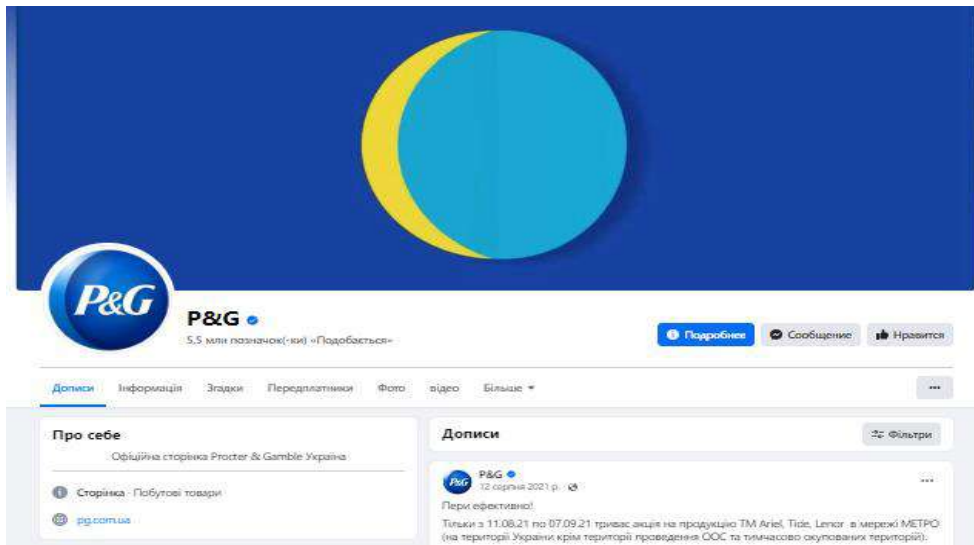 P&G
P&G
5,5 млн позначок(-ки) «Подобається»
Подробнее
Сообщение
Нравится
Дописи
Інформація
Згадки
Передплатники
Фото
відео
Більше
Про себе
Офіційна сторінка Procter & Gamble Україна
Сторінка · Побутові товари
pg.com.ua
Дописи
Фільтри
P&G
P&G
12 серпня 2021 р. ·
Пери ефективно!
Тільки з 11.08.21 по 07.09.21 триває акція на продукцію ТМ Ariel, Tide, Lenor в мережі МЕТРО
(на території України крім території проведення ООС та тимчасово окупованих територій).